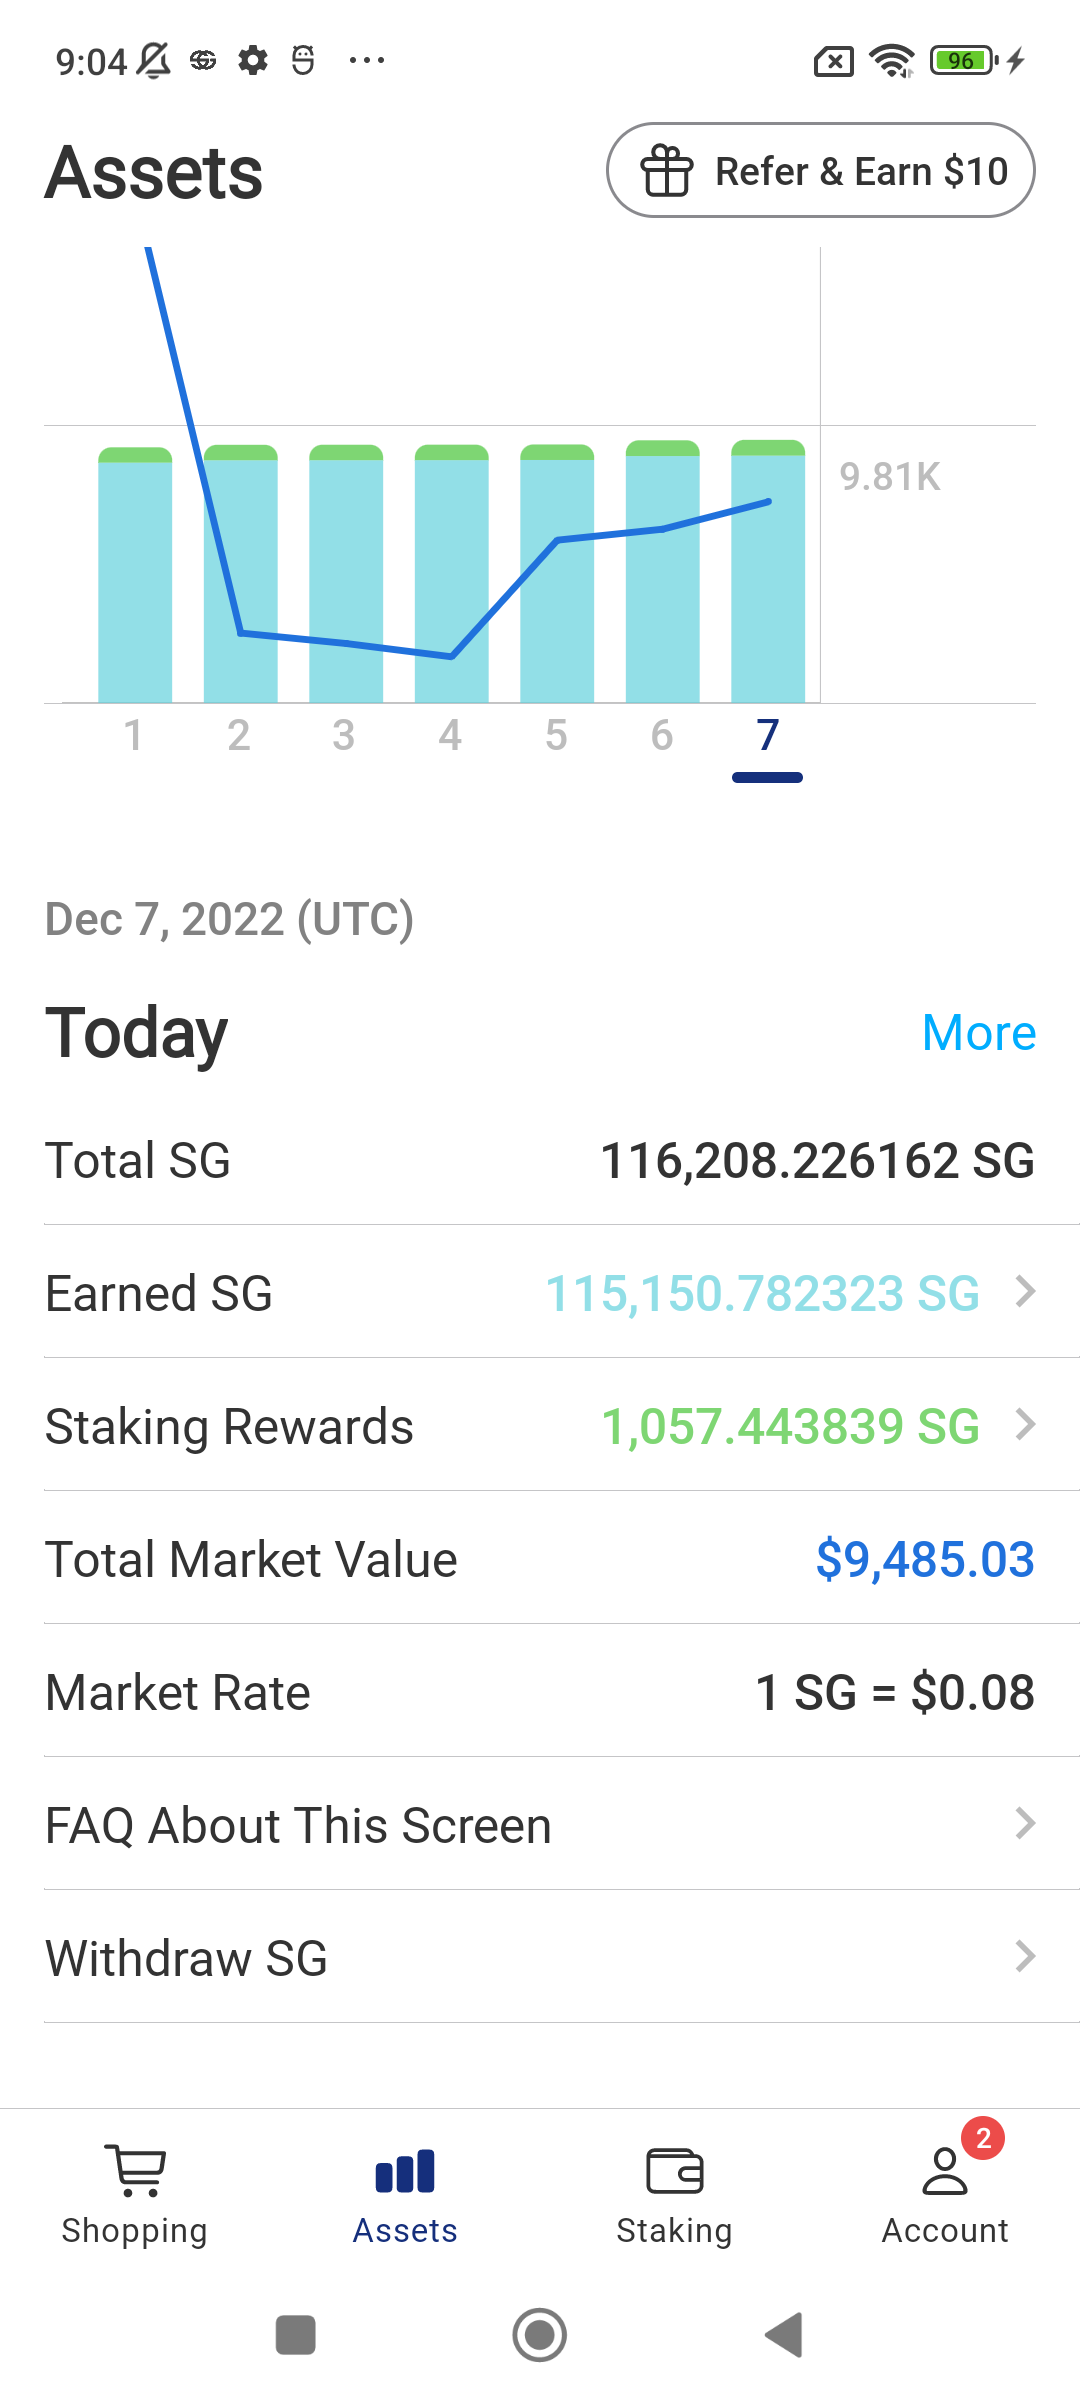 9:04
96
Assets
Refer & Earn $10
9.81K
1 2 3 4 5 6 7
Dec 7, 2022 (UTC)
Today
More
Total SG
116,208.226162 SG
Earned SG
115,150.782323 SG
Staking Rewards
1,057.443839 SG
Total Market Value
$9,485.03
Market Rate
1 SG = $0.08
FAQ About This Screen
Withdraw SG
2
Shopping
Assets
Staking
Account